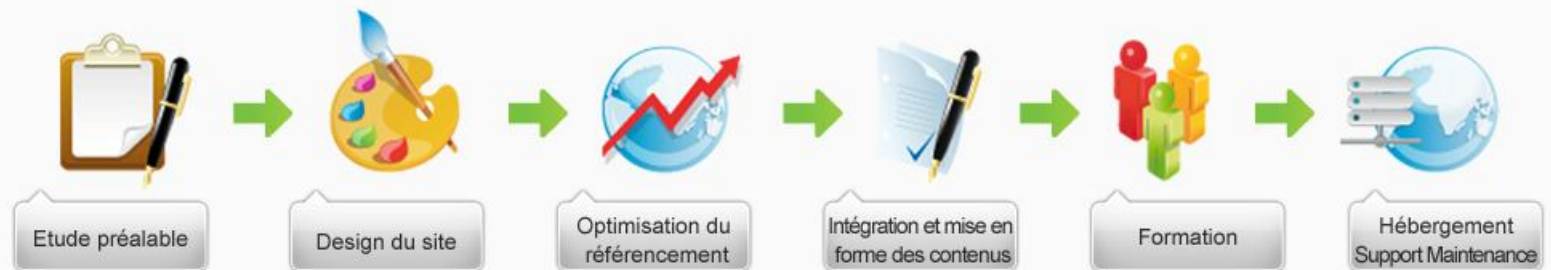 Etude préalable
Design du site
Optimisation du
référencement
Intégration et mise en
forme des contenus
Formation
Hébergement
Support Maintenance